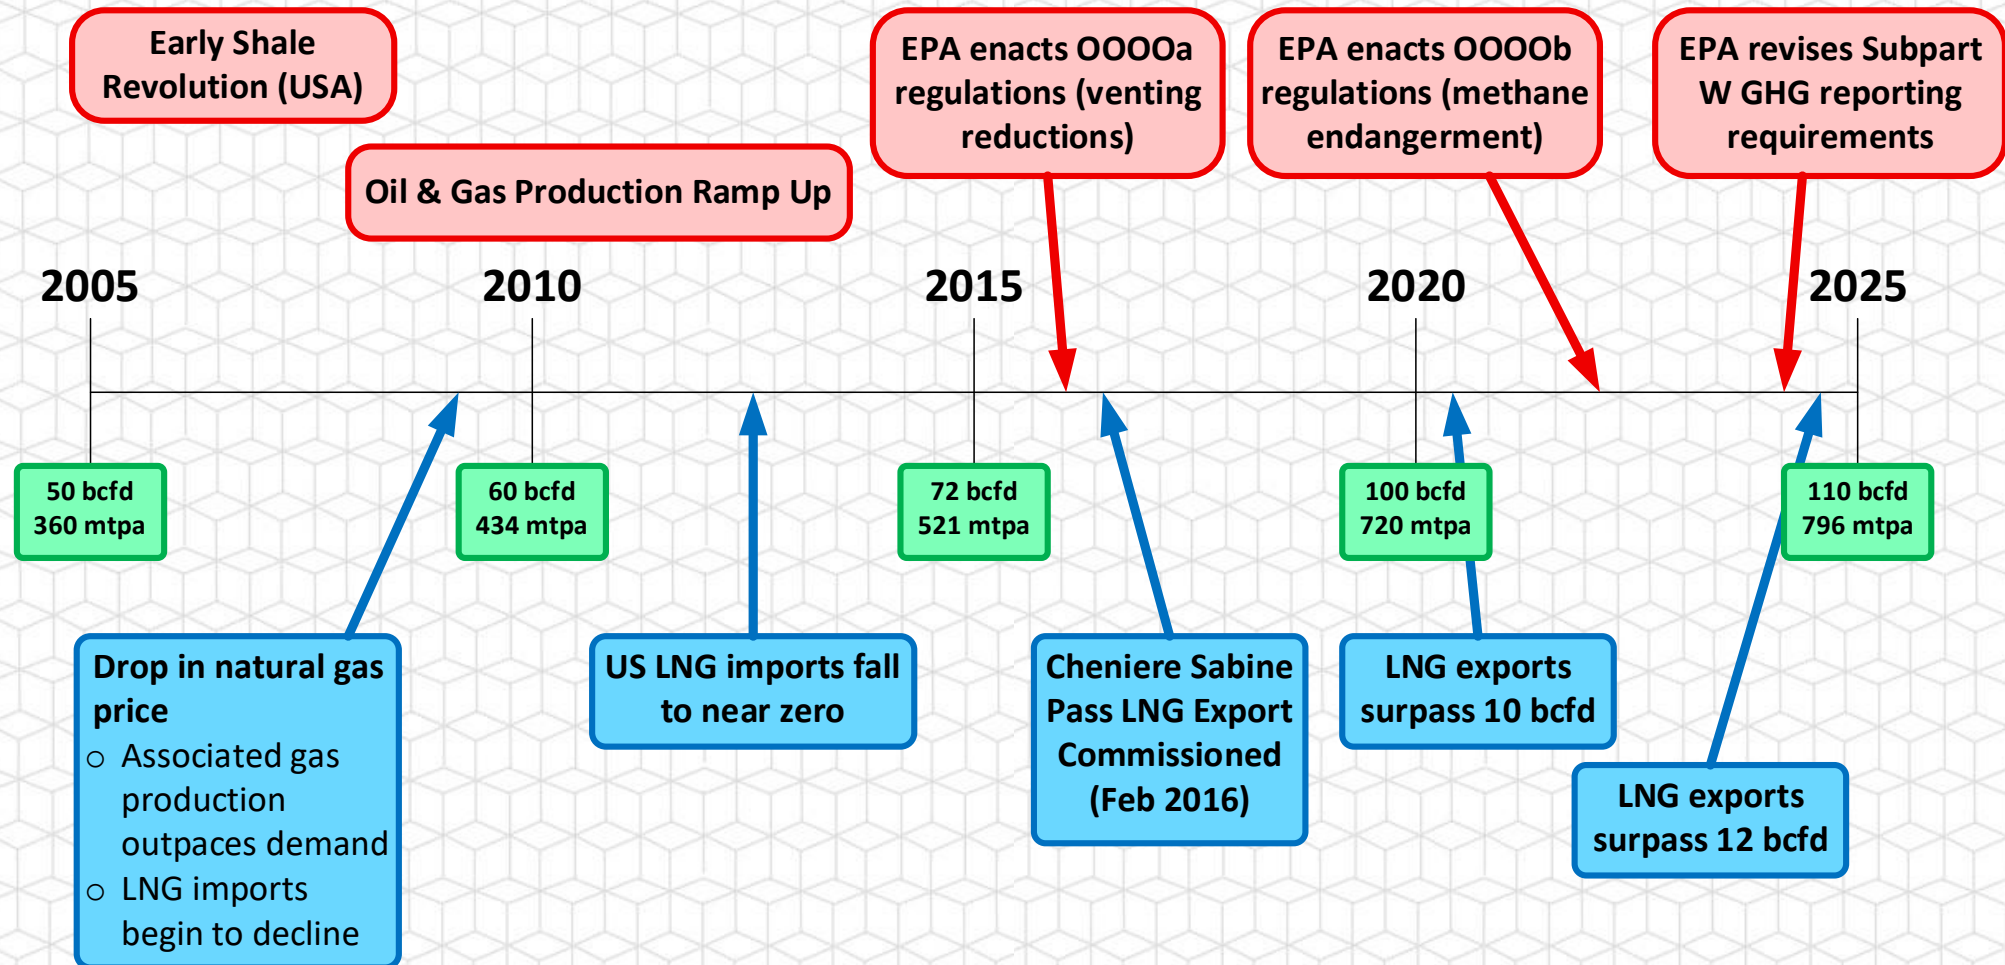 Early Shale
Revolution (USA)
Oil & Gas Production Ramp Up
EPA enacts OOOOa
regulations (venting
reductions)
EPA enacts OOOOb
regulations (methane
endangerment)
EPA revises Subpart
W GHG reporting
requirements
2005
2010
2015
2020
2025
50 bcfd
360 mtpa
60 bcfd
434 mtpa
72 bcfd
521 mtpa
100 bcfd
720 mtpa
110 bcfd
796 mtpa
Drop in natural gas
price
o Associated gas
production
outpaces demand
o LNG imports
begin to decline
US LNG imports fall
to near zero
Cheniere Sabine
Pass LNG Export
Commissioned
(Feb 2016)
LNG exports
surpass 10 bcfd
LNG exports
surpass 12 bcfd